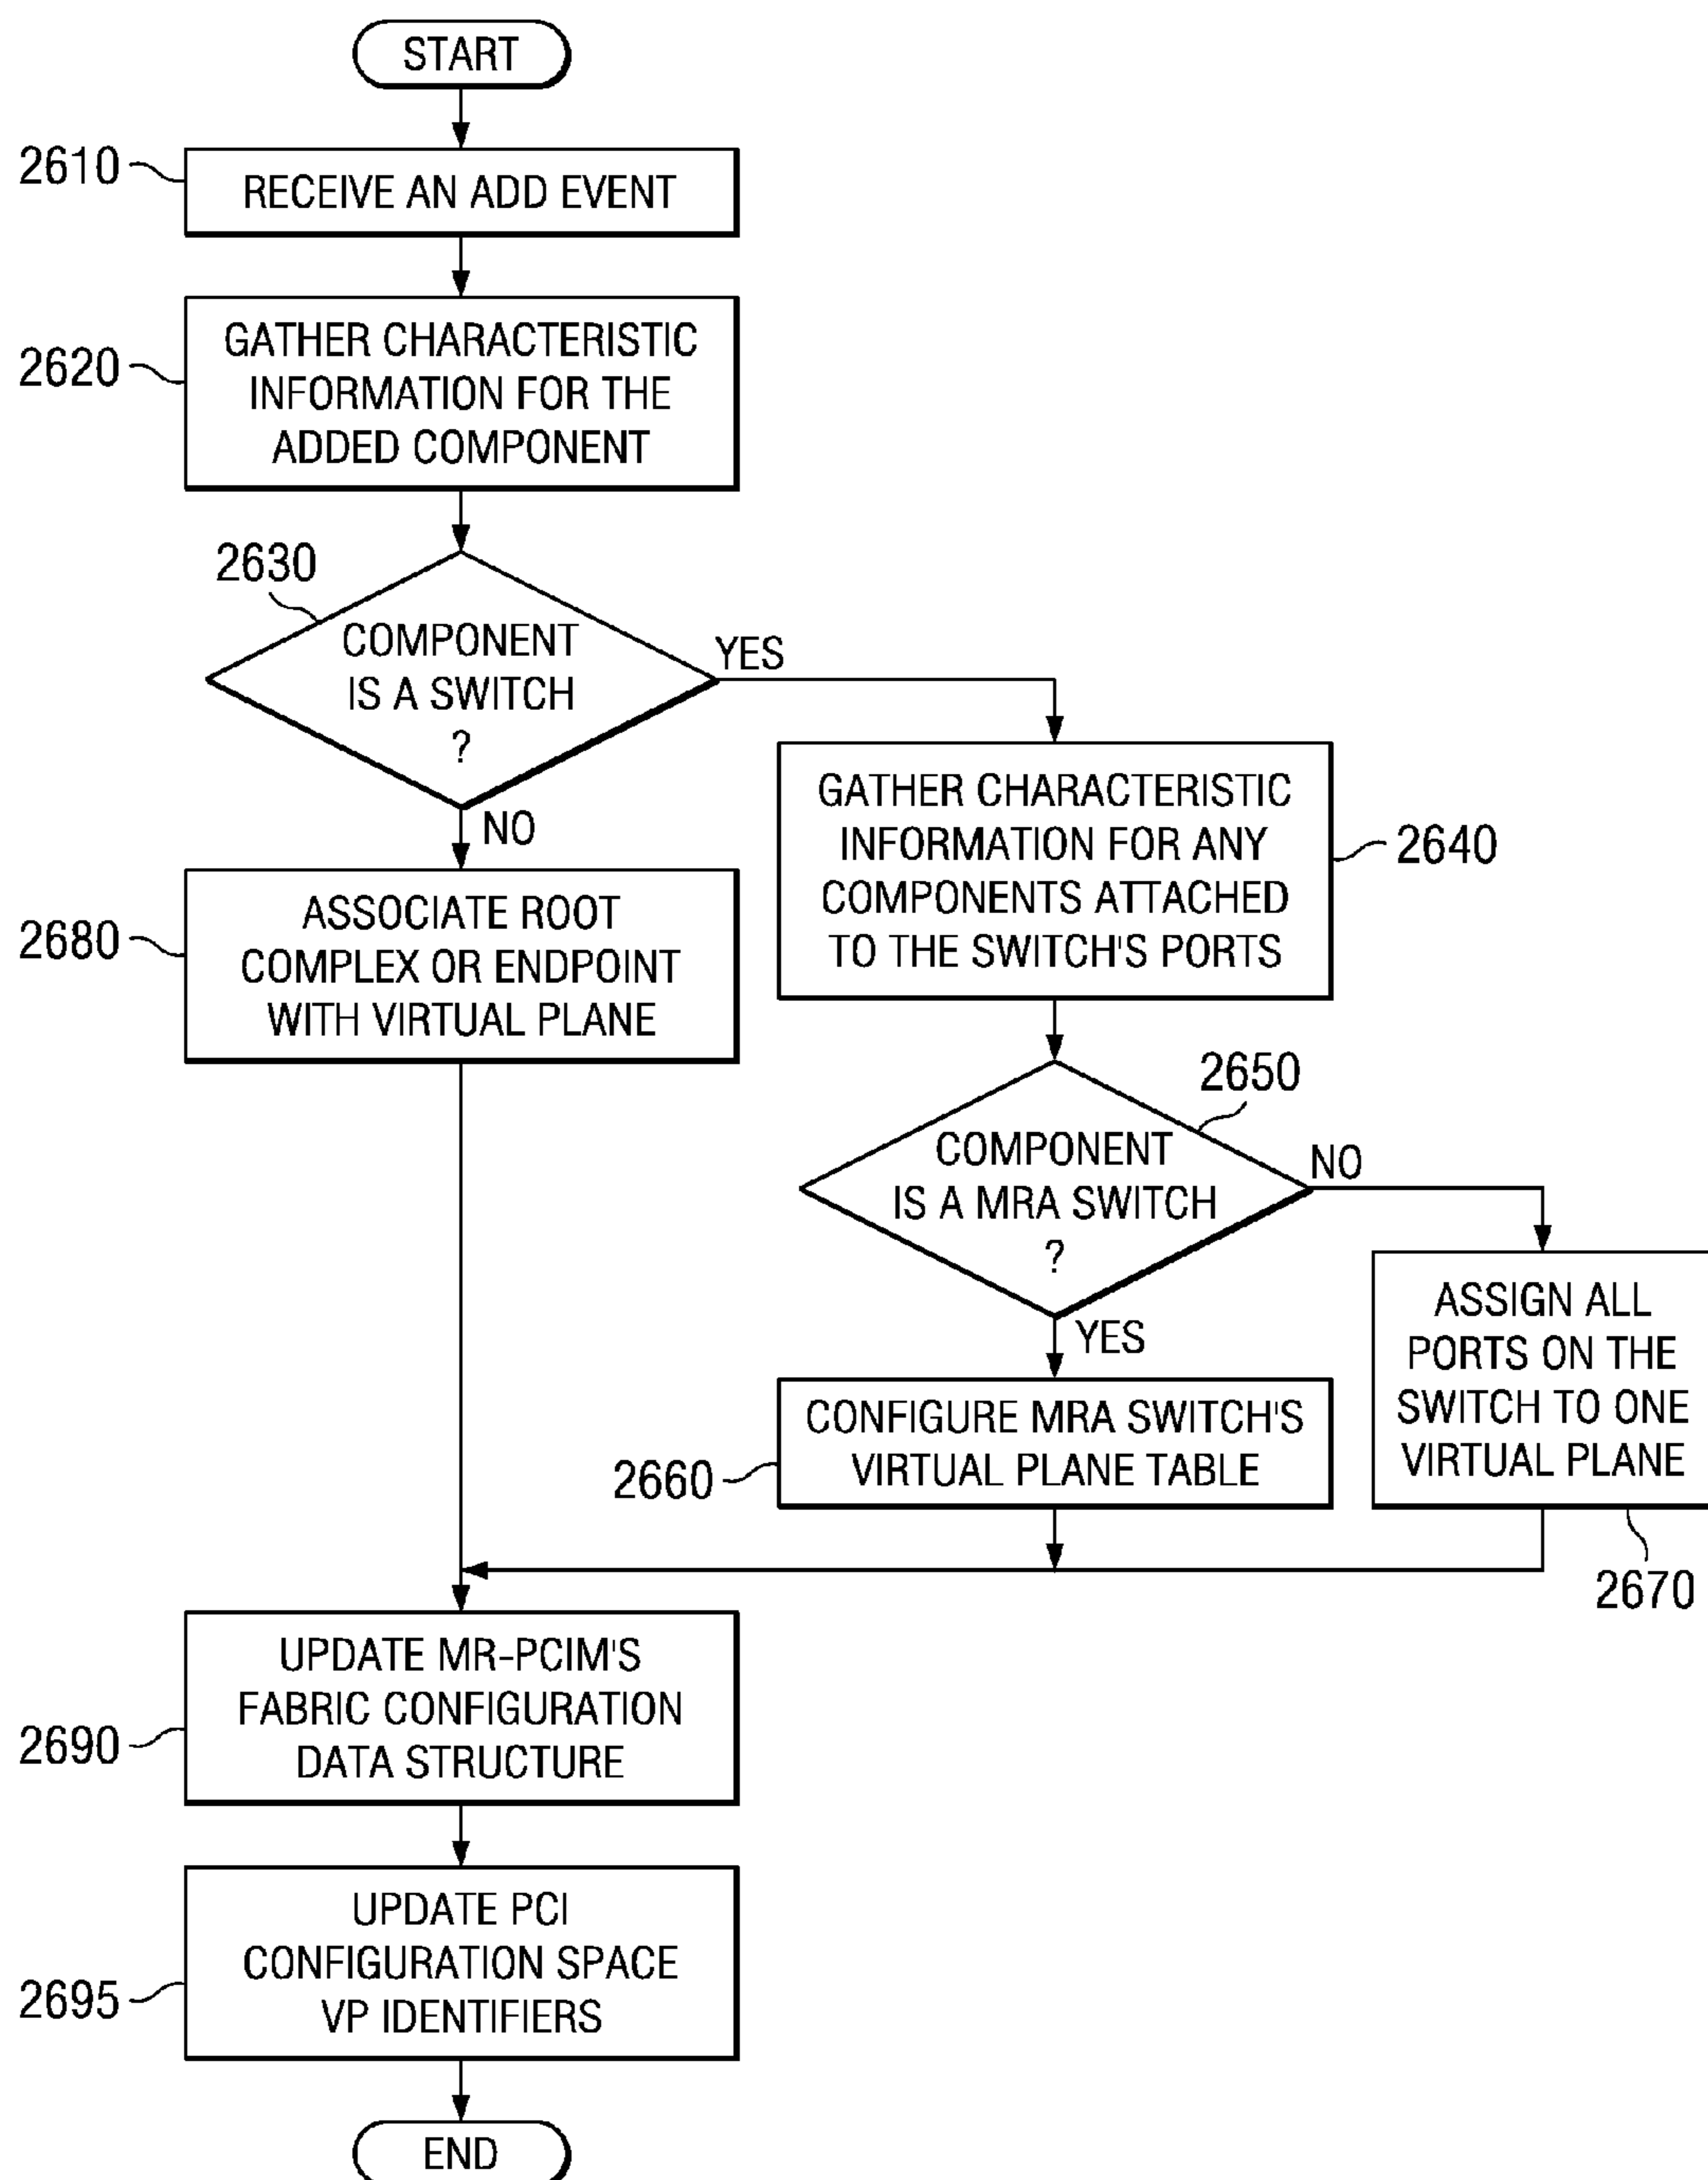 START
2610
RECEIVE AN ADD EVENT
2620
GATHER CHARACTERISTIC
INFORMATION FOR THE
ADDED COMPONENT
2630
COMPONENT
IS A SWITCH
?
YES
NO
GATHER CHARACTERISTIC
INFORMATION FOR ANY
COMPONENTS ATTACHED
TO THE SWITCH'S PORTS
2640
2680
ASSOCIATE ROOT
COMPLEX OR ENDPOINT
WITH VIRTUAL PLANE
2650
COMPONENT
IS A MRA SWITCH
?
NO
YES
ASSIGN ALL
PORTS ON THE
SWITCH TO ONE
VIRTUAL PLANE
2670
2660
CONFIGURE MRA SWITCH'S
VIRTUAL PLANE TABLE
2690
UPDATE MR-PCIM'S
FABRIC CONFIGURATION
DATA STRUCTURE
2695
UPDATE PCI
CONFIGURATION SPACE
VP IDENTIFIERS
END